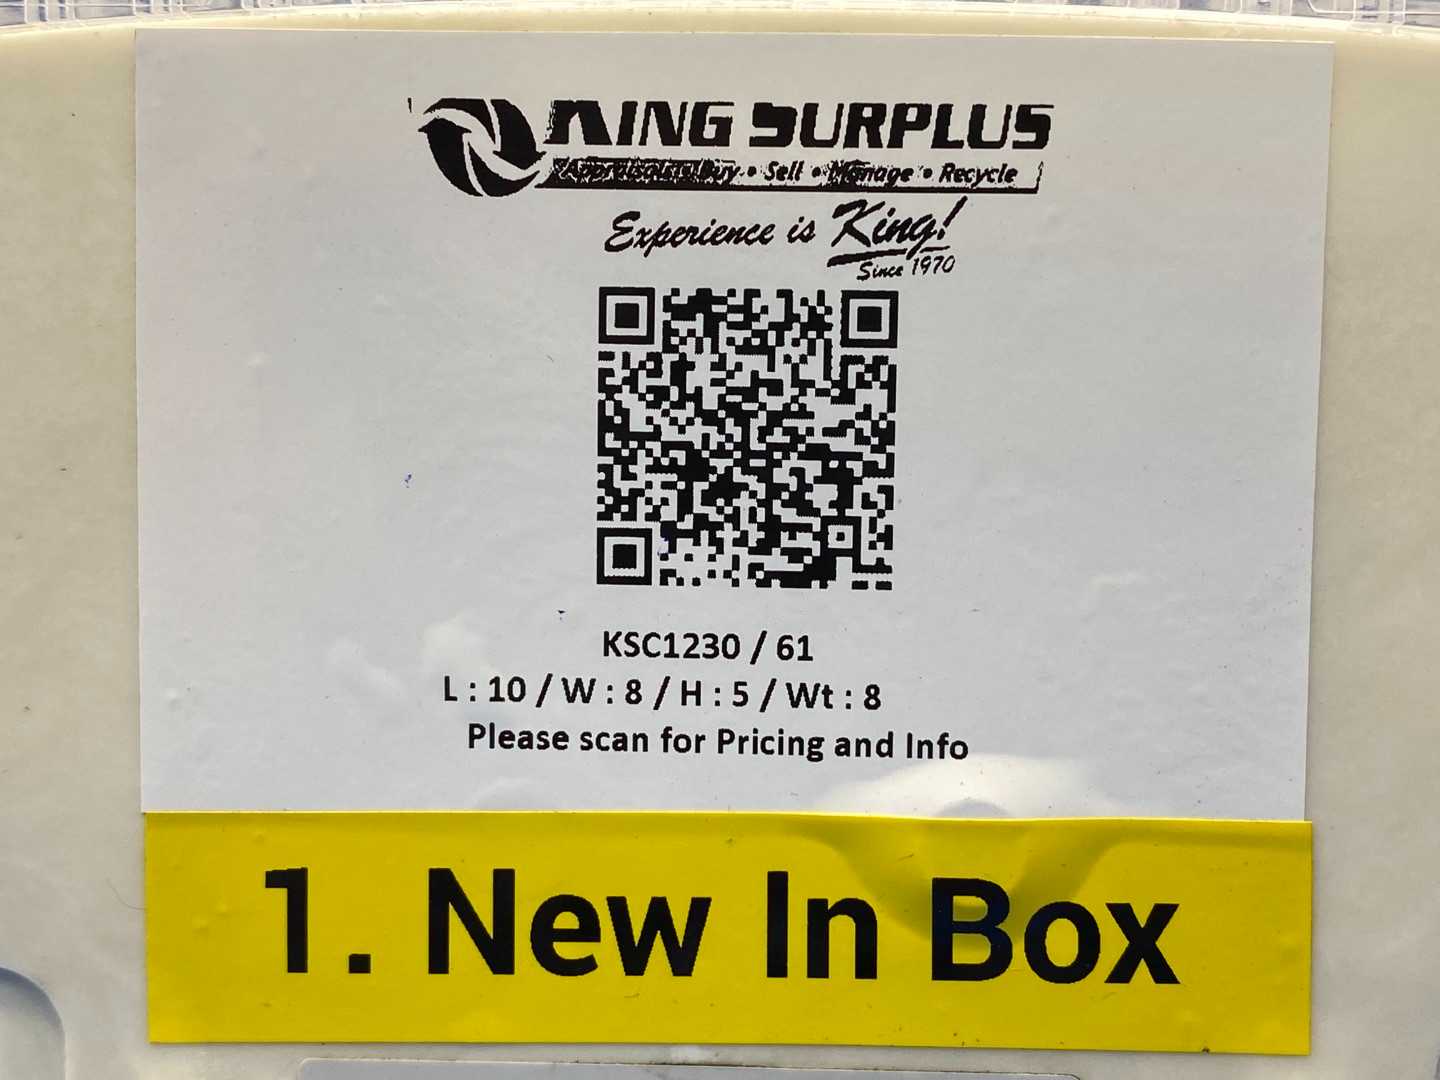 KING SURPLUS
Appraisals • Buy • Sell • Manage • Recycle
Experience is King!
Since 1970
KSC1230 / 61
L : 10 / W : 8 / H : 5 / Wt : 8
Please scan for Pricing and Info
1. New In Box